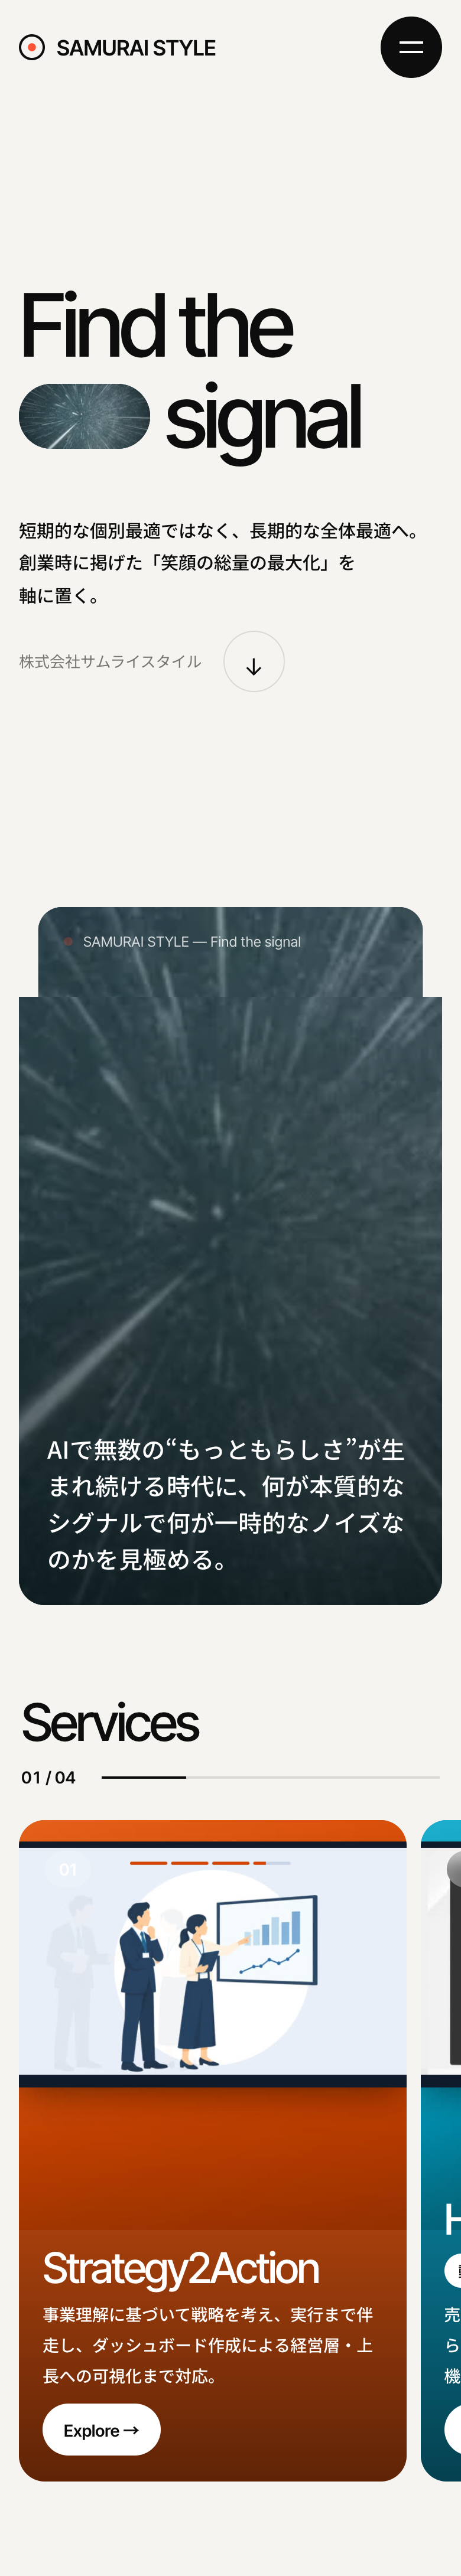 SAMURAI STYLE
Find the
signal
短期的な個別最適ではなく、長期的な全体最適へ。
創業時に掲げた「笑顔の総量の最大化」を
軸に置く。
株式会社サムライスタイル
SAMURAI STYLE — Find the signal
AIで無数の“もっともらしさ”が生
まれ続ける時代に、何が本質的な
シグナルで何が一時的なノイズな
のかを見極める。
Services
01 / 04
01
Strategy2Action
事業理解に基づいて戦略を考え、実行まで伴
走し、ダッシュボード作成による経営層・上
長への可視化まで対応。
Explore →
売
ら
機